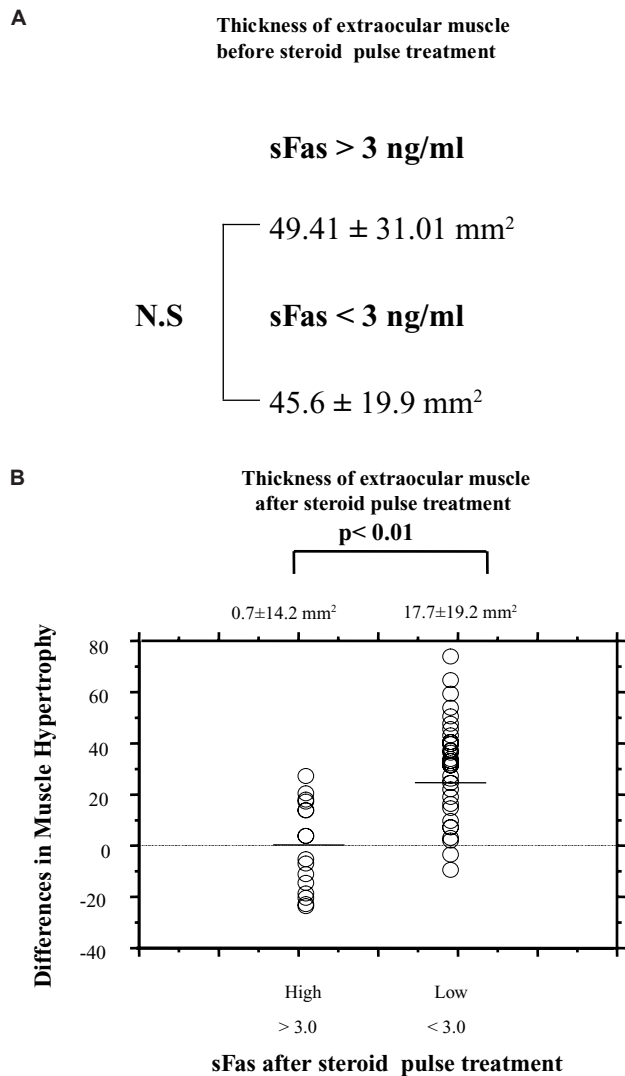 A
Thickness of extraocular muscle
before steroid pulse treatment
sFas > 3 ng/ml
49.41 ± 31.01 mm²
N.S
sFas < 3 ng/ml
45.6 ± 19.9 mm²
B
Thickness of extraocular muscle
after steroid pulse treatment
p< 0.01
0.7±14.2 mm²
17.7±19.2 mm²
Differences in Muscle Hypertrophy
80
60
40
20
0
-20
-40
High
Low
> 3.0
< 3.0
sFas after steroid pulse treatment